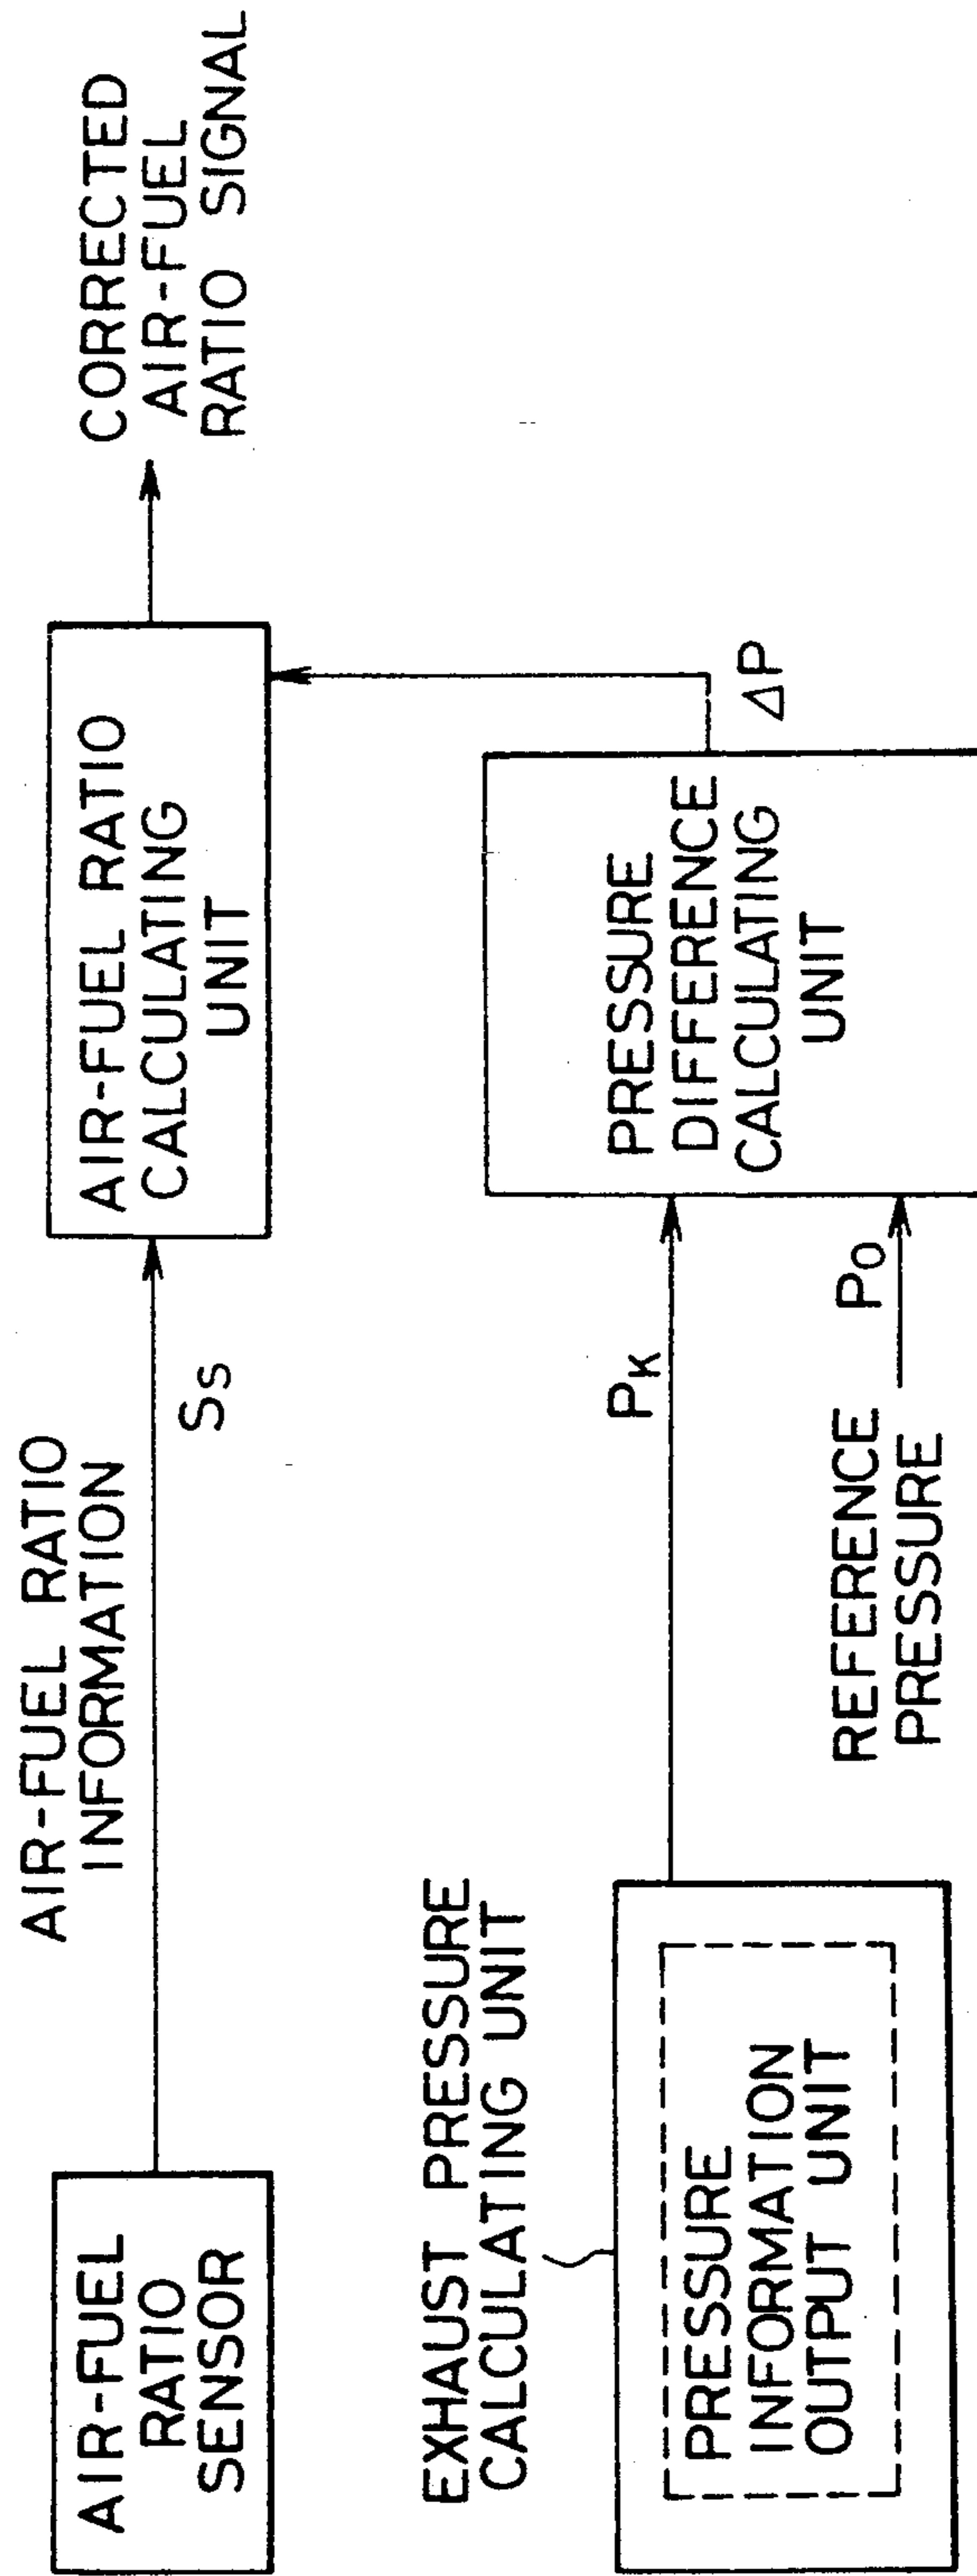 AIR-FUEL
RATIO
SENSOR
AIR-FUEL RATIO
INFORMATION
SS
AIR-FUEL RATIO
CALCULATING
UNIT
CORRECTED
AIR-FUEL
RATIO SIGNAL
EXHAUST PRESSURE
CALCULATING UNIT
PRESSURE
INFORMATION
OUTPUT UNIT
PK
REFERENCE
PRESSURE
PO
PRESSURE
DIFFERENCE
CALCULATING
UNIT
ΔP